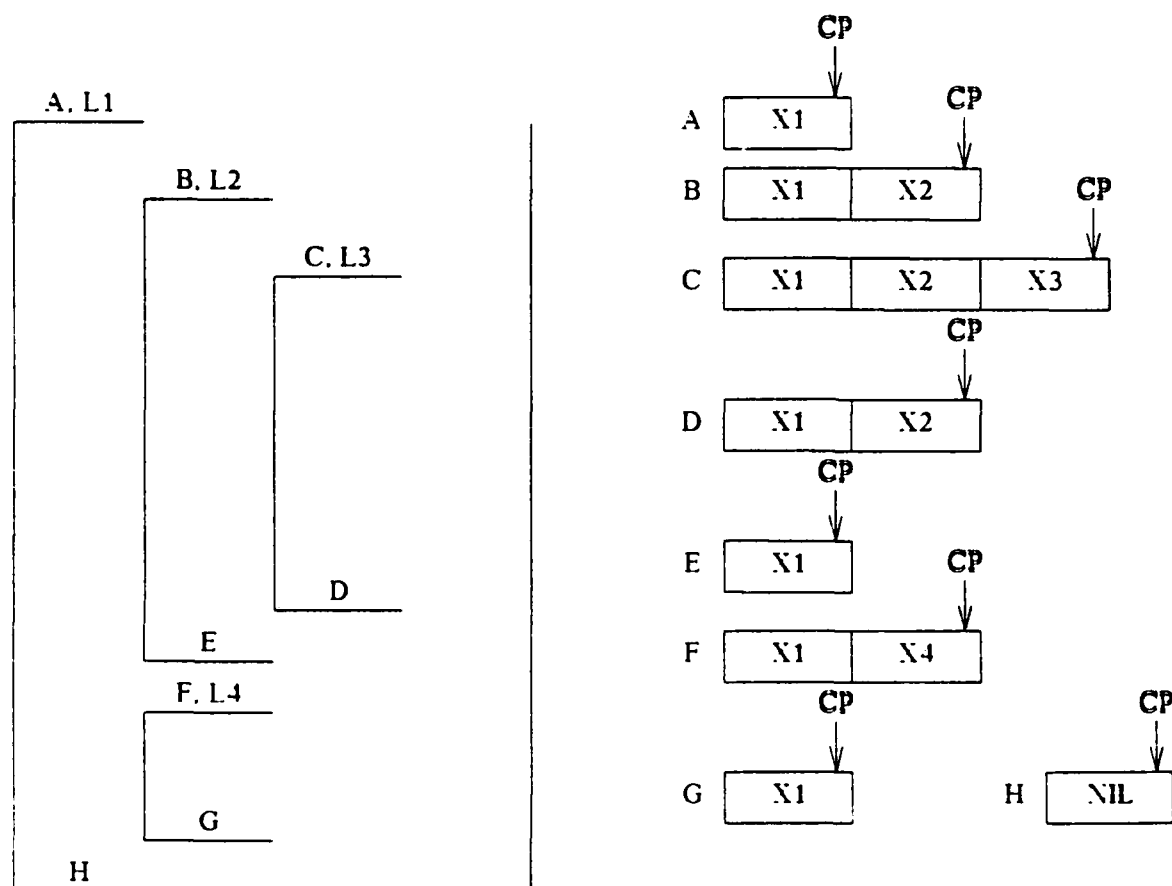 A, L1
B, L2
C, L3
D
E
F, L4
G
H
CP
A X1
CP
B X1 X2
CP
C X1 X2 X3
CP
D X1 X2
CP
E X1
CP
F X1 X4
CP
G X1
CP
H NIL